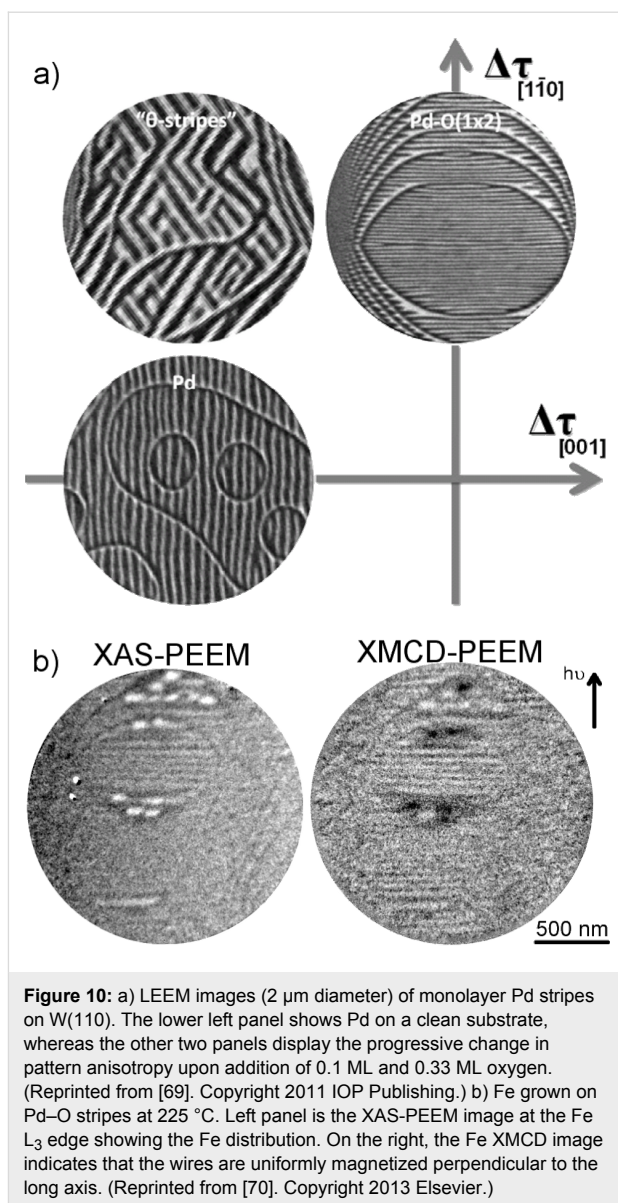 a)
Δτ
[11̄0]
“θ-stripes”
Pd-O(1x2)
Pd
Δτ
[001]
b)
XAS-PEEM
XMCD-PEEM
hυ
500 nm
Figure 10: a) LEEM images (2 μm diameter) of monolayer Pd stripes
on W(110). The lower left panel shows Pd on a clean substrate,
whereas the other two panels display the progressive change in
pattern anisotropy upon addition of 0.1 ML and 0.33 ML oxygen.
(Reprinted from [69]. Copyright 2011 IOP Publishing.) b) Fe grown on
Pd–O stripes at 225 °C. Left panel is the XAS-PEEM image at the Fe
L₃ edge showing the Fe distribution. On the right, the Fe XMCD image
indicates that the wires are uniformly magnetized perpendicular to the
long axis. (Reprinted from [70]. Copyright 2013 Elsevier.)